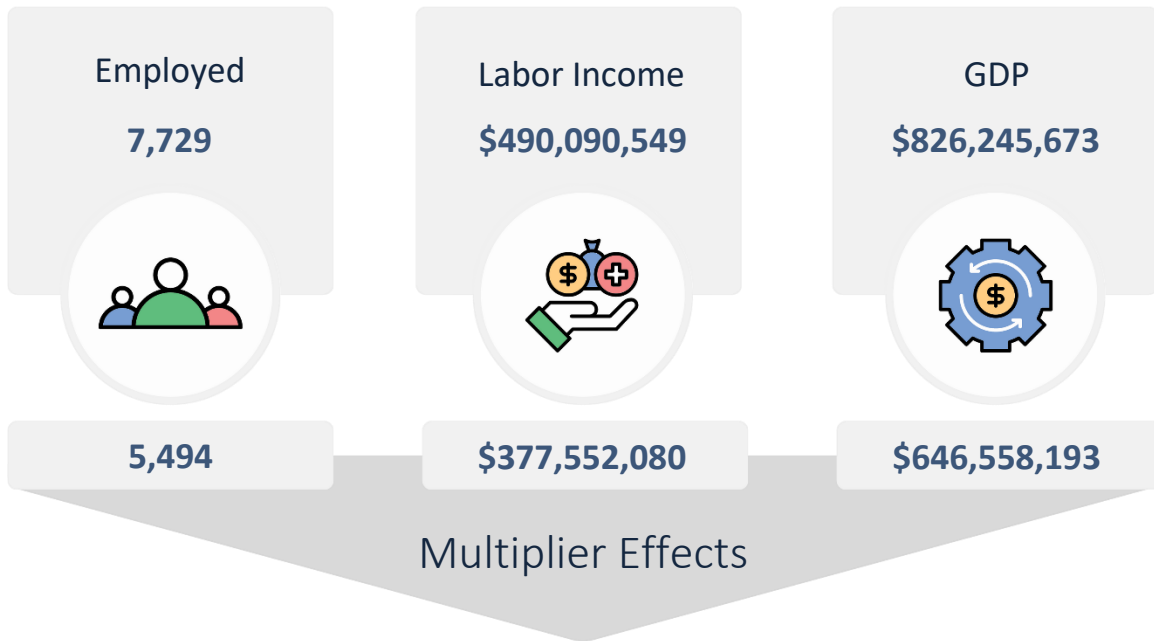 Employed
7,729
Labor Income
$490,090,549
GDP
$826,245,673
$
$
5,494
$377,552,080
$646,558,193
Multiplier Effects